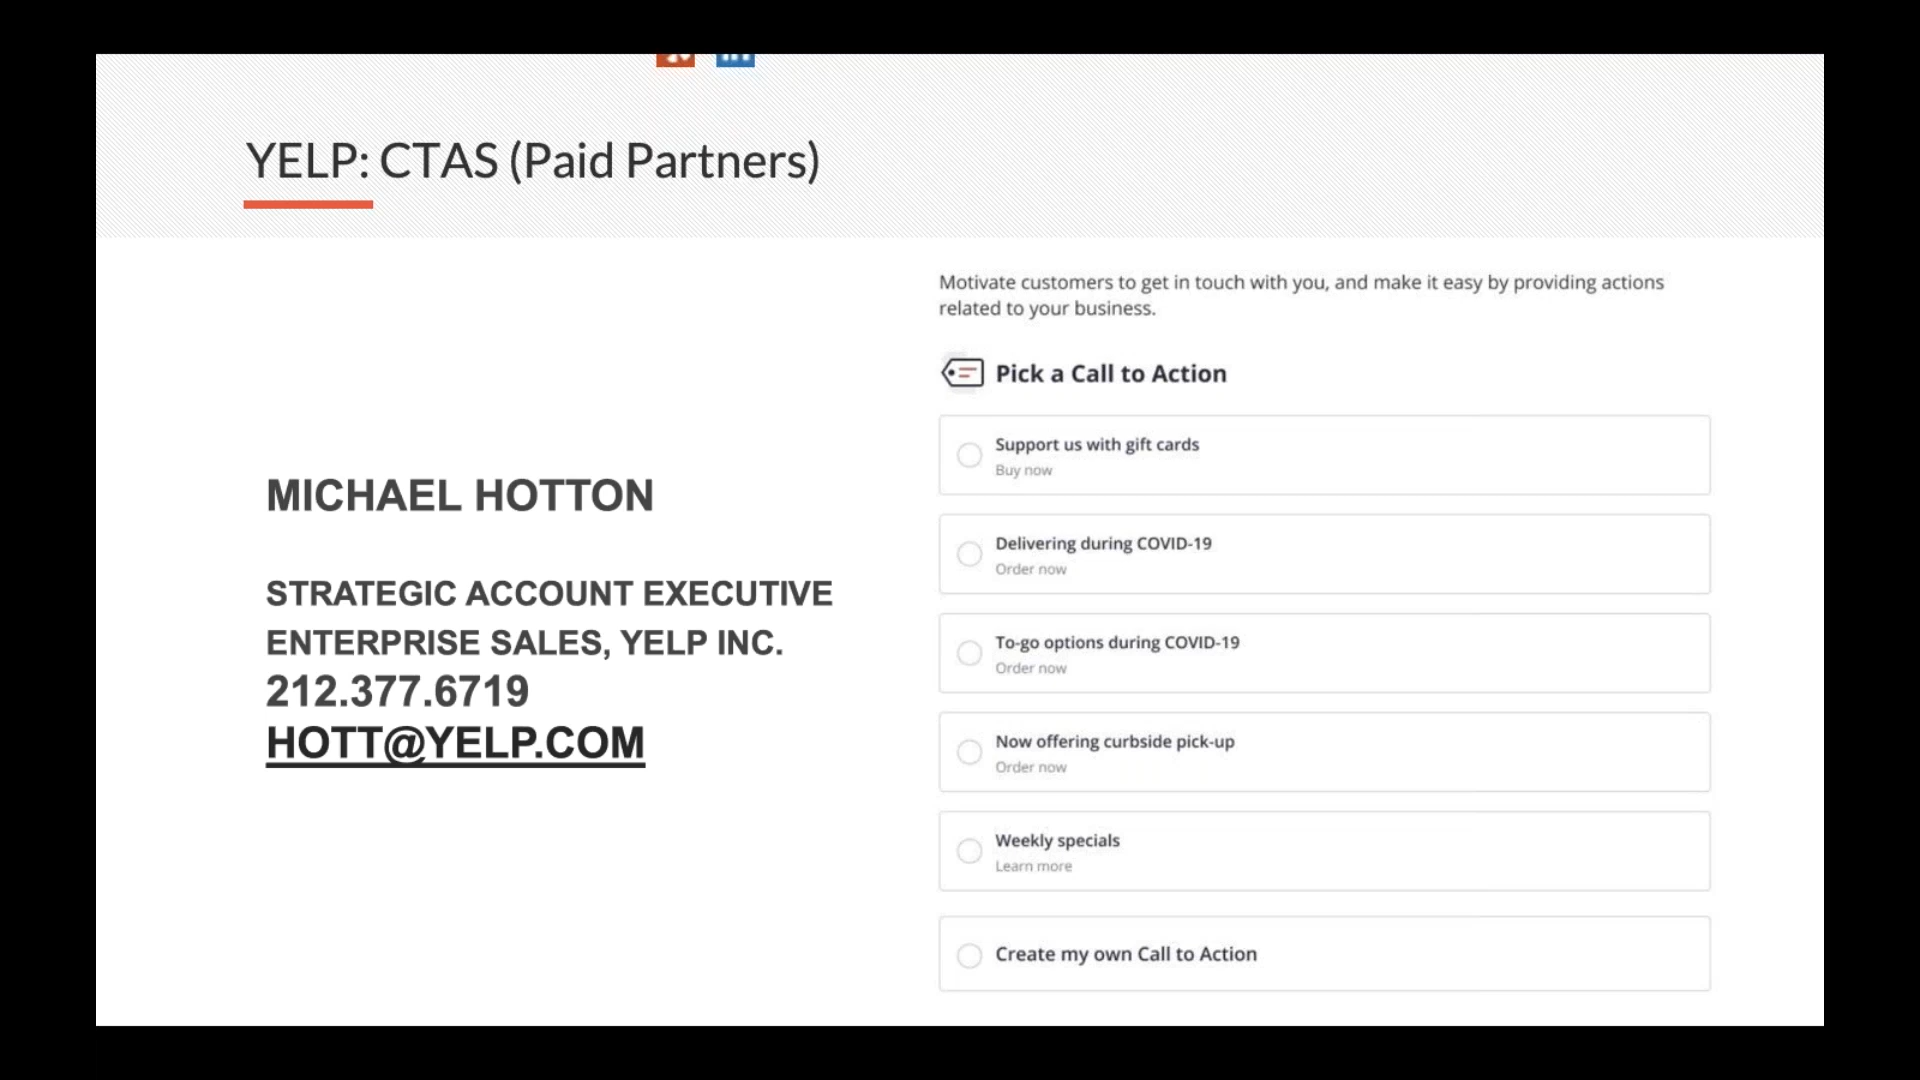 YELP: CTAS (Paid Partners)
MICHAEL HOTTON
STRATEGIC ACCOUNT EXECUTIVE
ENTERPRISE SALES, YELP INC.
212.377.6719
HOTT@YELP.COM
Motivate customers to get in touch with you, and make it easy by providing actions
related to your business.
Pick a Call to Action
Support us with gift cards
Buy now
Delivering during COVID-19
Order now
To-go options during COVID-19
Order now
Now offering curbside pick-up
Order now
Weekly specials
Learn more
Create my own Call to Action